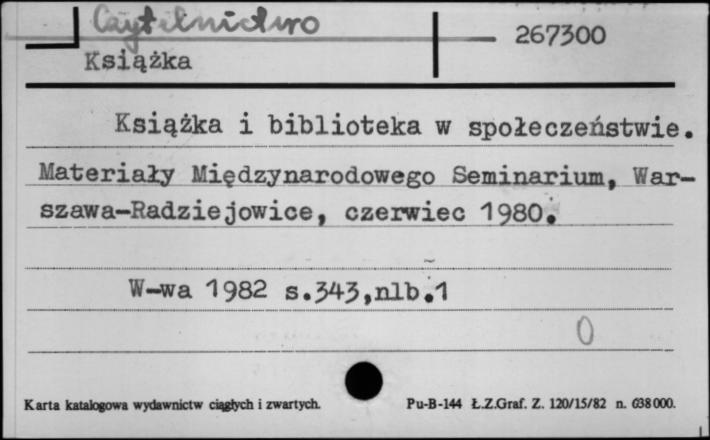 Czytelnictwo
267300
Książka
Książka i biblioteka w społeczeństwie.
Materiały Międzynarodowego Seminarium, War-
szawa-Radziejowice, czerwiec 1980.
W-wa 1982 s.343,nlb.1
0
Karta katalogowa wydawnictw ciągłych i zwartych.
Pu-B-144 Ł.Z.Graf. Z. 120/15/82 n. 638000.